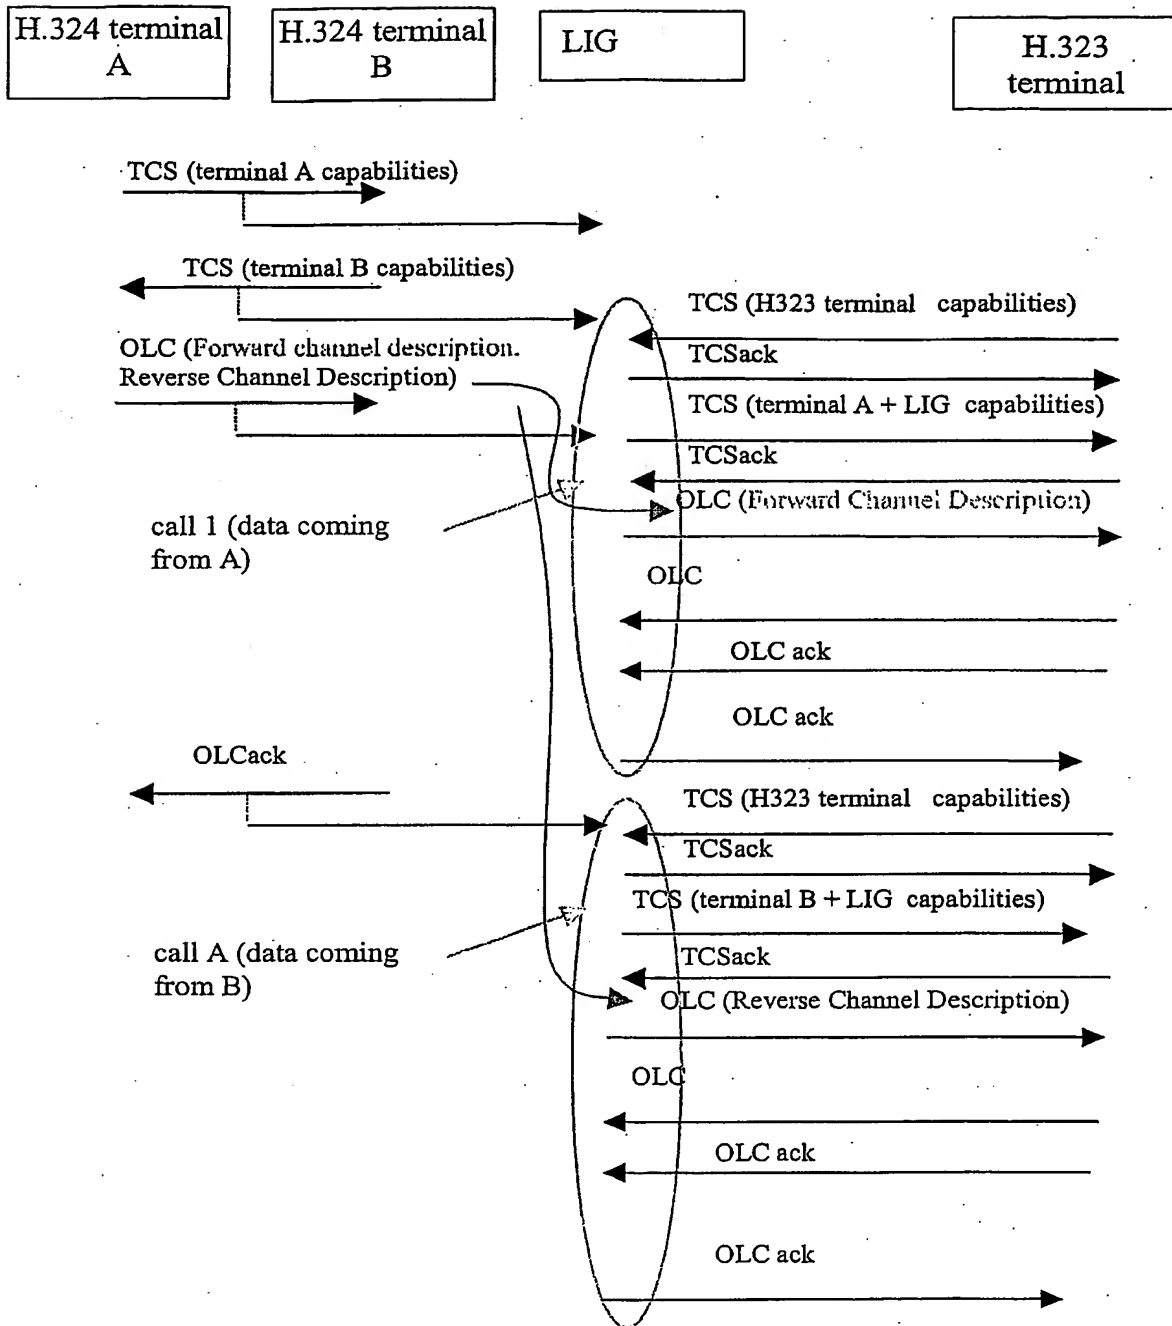 H.324 terminal
A
H.324 terminal
B
LIG
H.323
terminal
TCS (terminal A capabilities)
TCS (terminal B capabilities)
TCS (H323 terminal capabilities)
OLC (Forward channel description.
Reverse Channel Description)
TCSack
TCS (terminal A + LIG capabilities)
TCSack
OLC (Forward Channel Description)
call 1 (data coming
from A)
OLC
OLC ack
OLC ack
OLCack
TCS (H323 terminal capabilities)
TCSack
TCS (terminal B + LIG capabilities)
call A (data coming
from B)
TCSack
OLC (Reverse Channel Description)
OLC
OLC ack
OLC ack